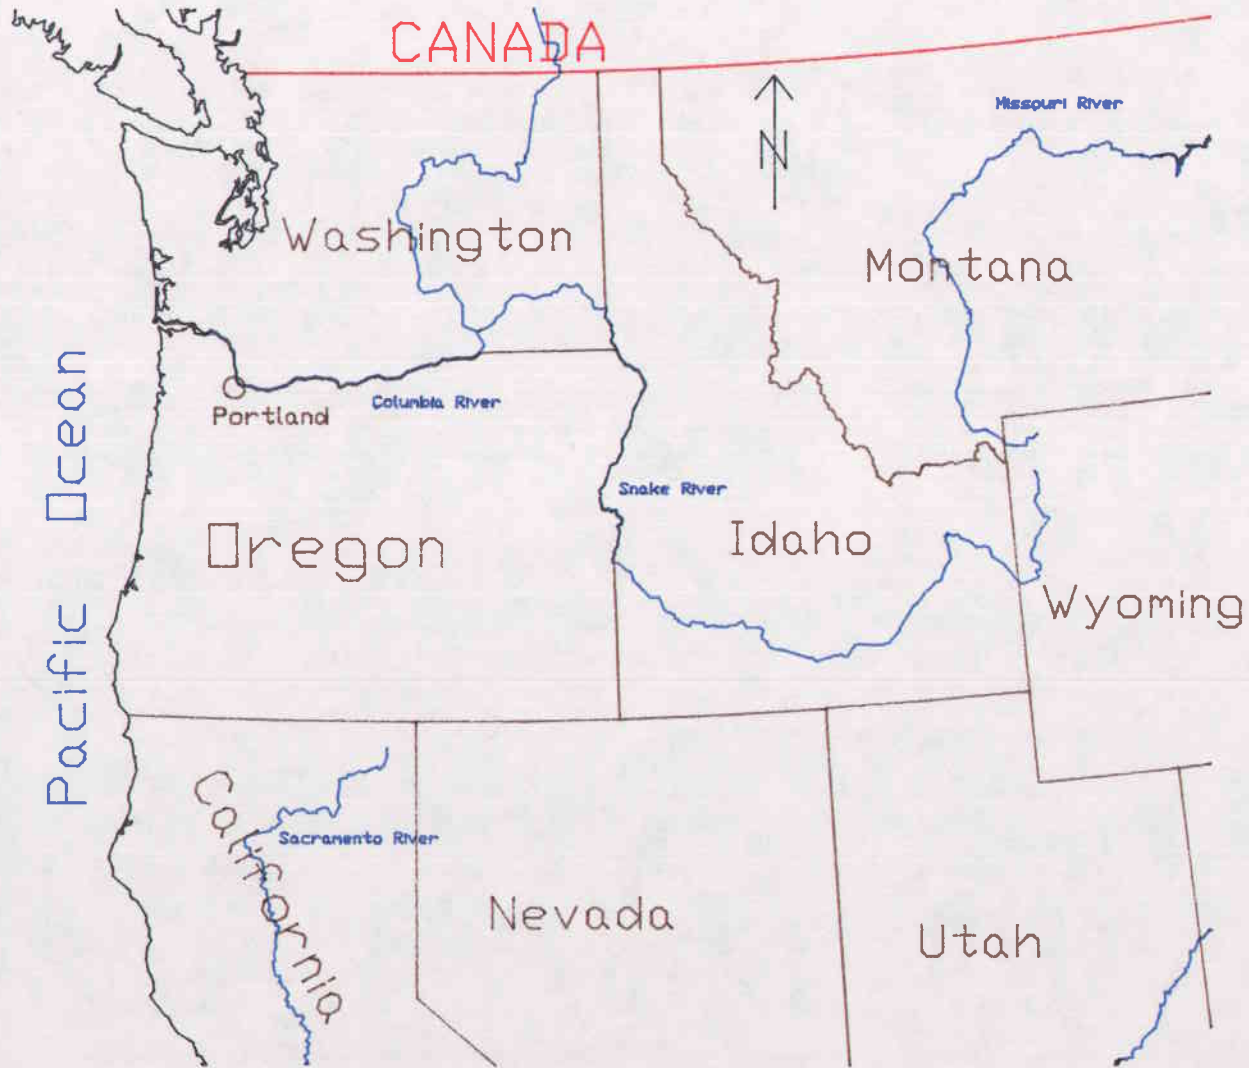 CANADA
Missouri River
N
Washington
Montana
Pacific Ocean
Portland
Columbia River
Snake River
Oregon
Idaho
Wyoming
California
Sacramento River
Nevada
Utah